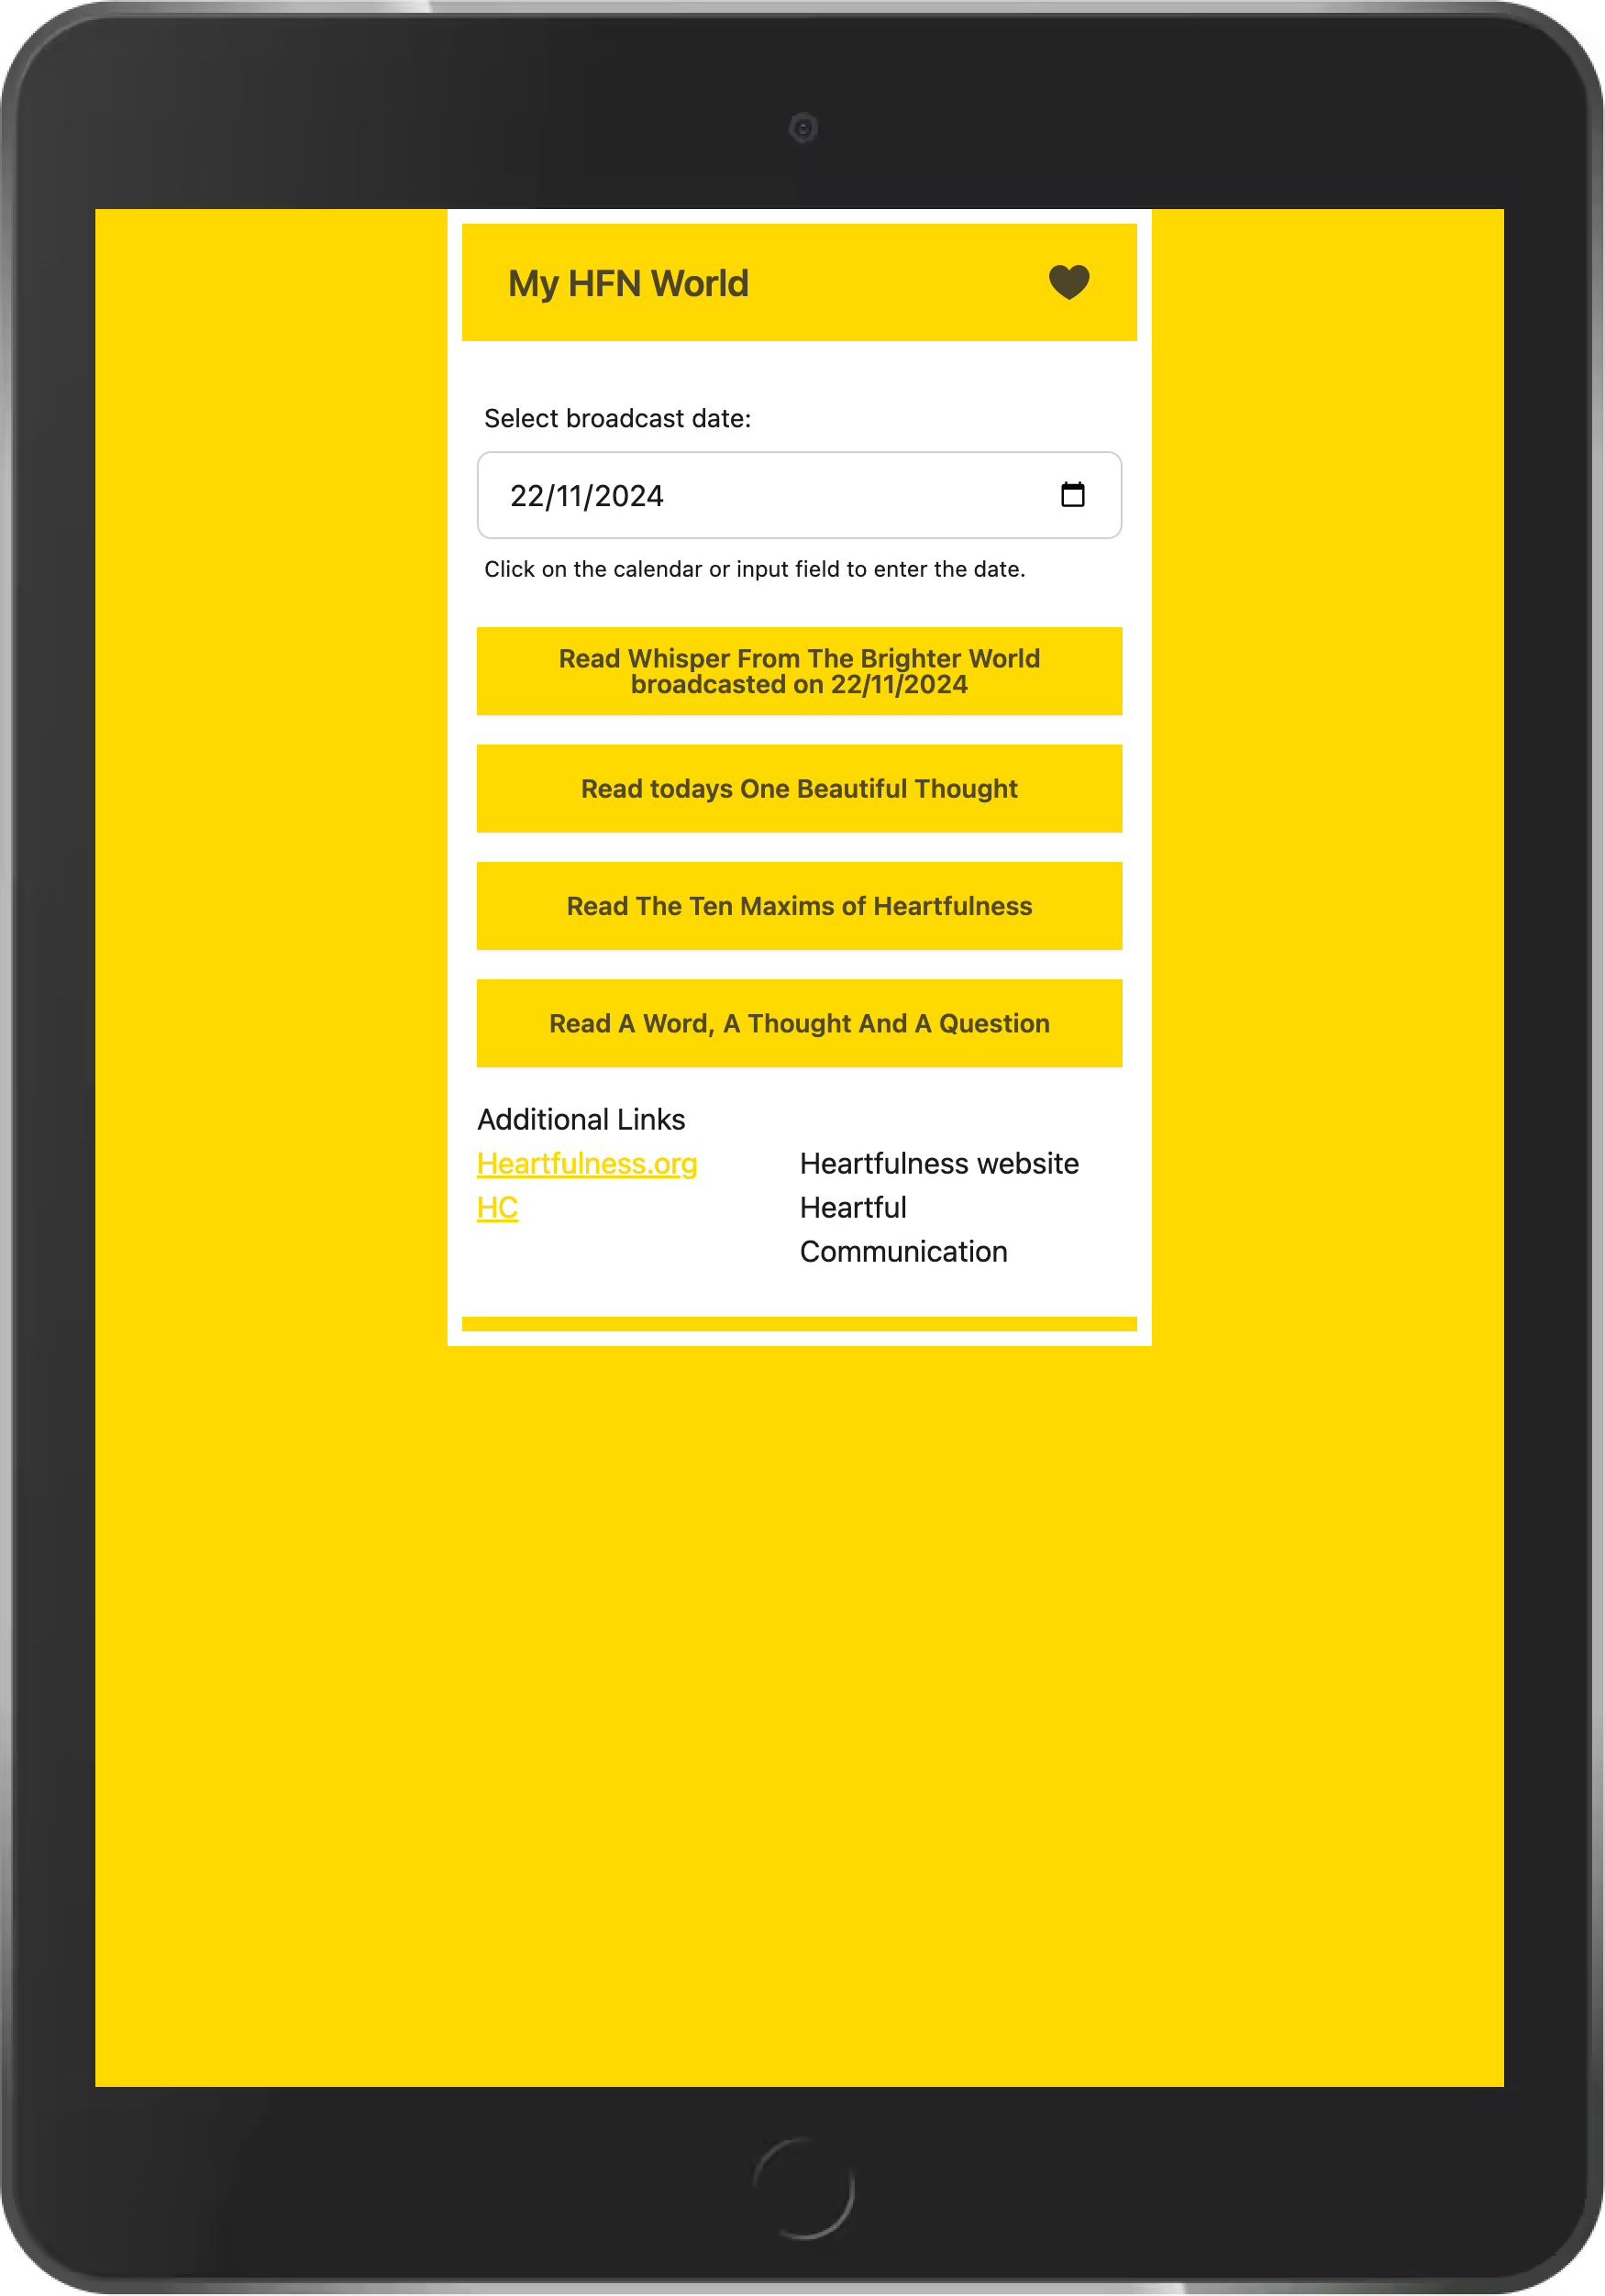 My HFN World
Select broadcast date:
22/11/2024
Click on the calendar or input field to enter the date.
Read Whisper From The Brighter World
broadcasted on 22/11/2024
Read todays One Beautiful Thought
Read The Ten Maxims of Heartfulness
Read A Word, A Thought And A Question
Additional Links
Heartfulness.org Heartfulness website
HC Heartful
Communication